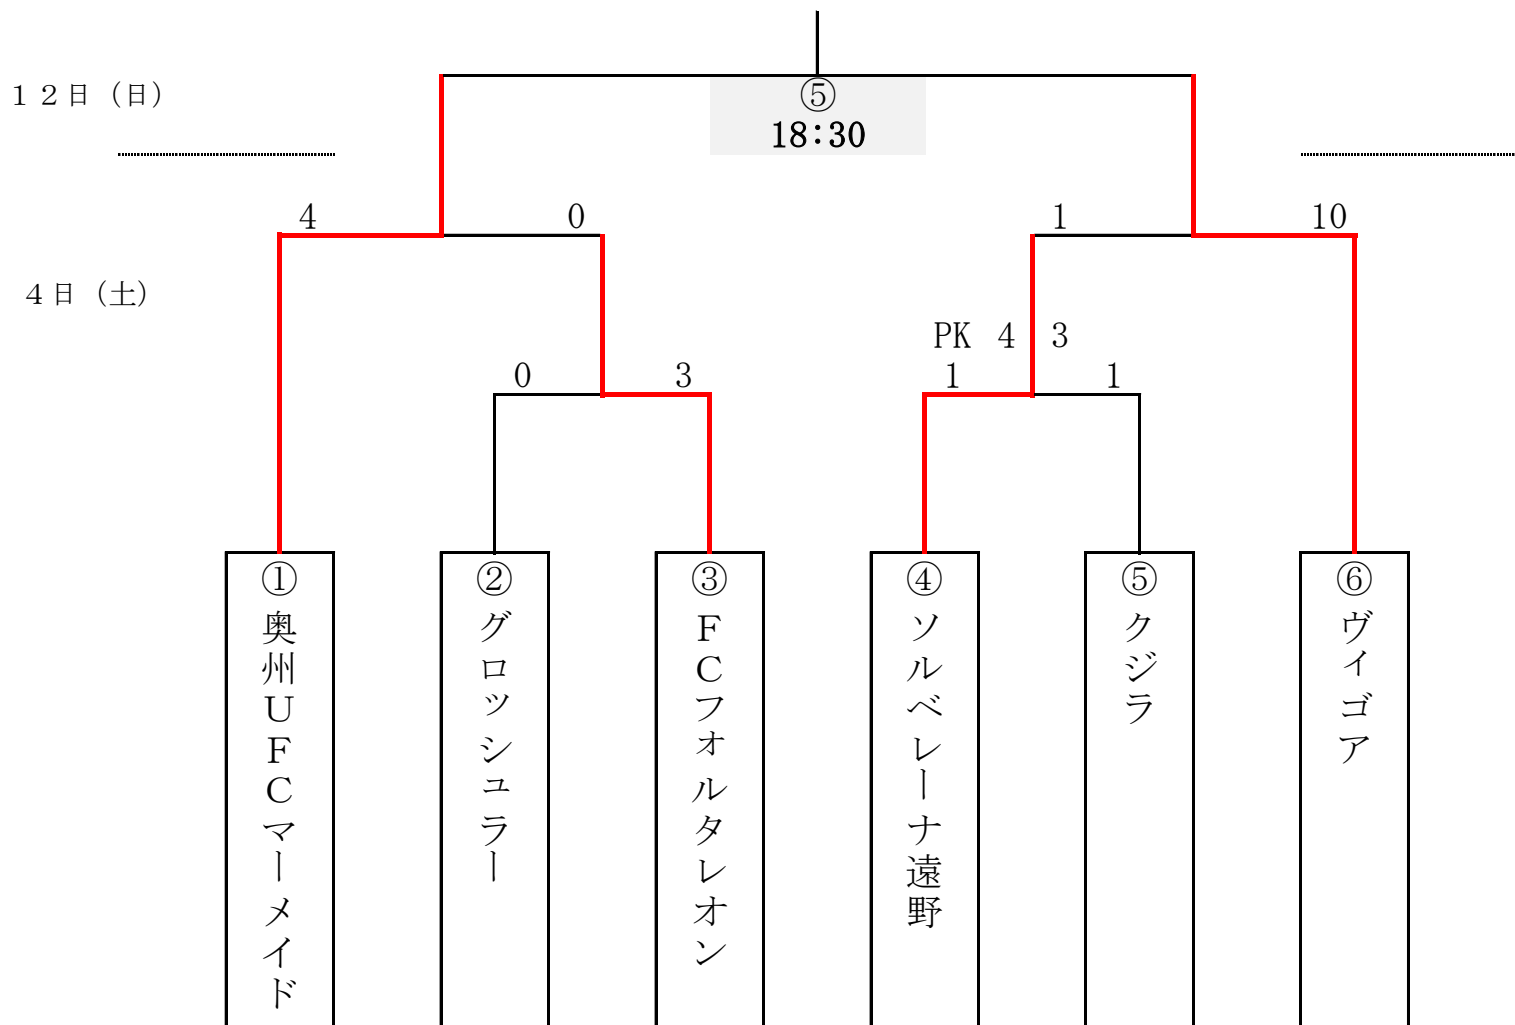 ⑤
１２日（日）
18:30
4 0 1 10
４日（土）
PK 4 3
0 3 1 1
①奥州ＵＦＣマーメイド
②グロッシュラー
③ＦＣフォルタレオン
④ソルベレーナ遠野
⑤クジラ
⑥ヴィゴア